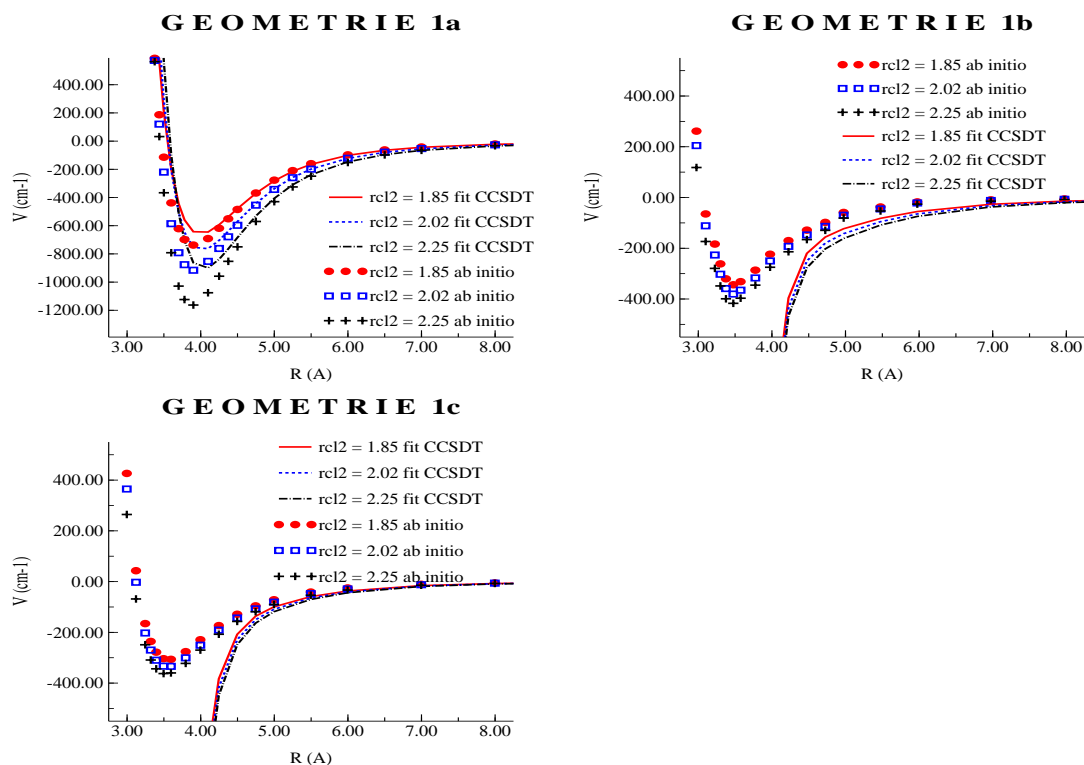 G E O M E T R I E 1a
400.00
200.00
0.00
-200.00
-400.00
-600.00
-800.00
-1000.00
-1200.00
V (cm-1)
rcl2 = 1.85 fit CCSDT
rcl2 = 2.02 fit CCSDT
rcl2 = 2.25 fit CCSDT
rcl2 = 1.85 ab initio
rcl2 = 2.02 ab initio
rcl2 = 2.25 ab initio
3.00 4.00 5.00 6.00 7.00 8.00
R (A)
G E O M E T R I E 1b
400.00
200.00
0.00
-200.00
-400.00
V (cm-1)
rcl2 = 1.85 ab initio
rcl2 = 2.02 ab initio
rcl2 = 2.25 ab initio
rcl2 = 1.85 fit CCSDT
rcl2 = 2.02 fit CCSDT
rcl2 = 2.25 fit CCSDT
3.00 4.00 5.00 6.00 7.00 8.00
R (A)
G E O M E T R I E 1c
400.00
200.00
0.00
-200.00
-400.00
V (cm-1)
rcl2 = 1.85 fit CCSDT
rcl2 = 2.02 fit CCSDT
rcl2 = 2.25 fit CCSDT
rcl2 = 1.85 ab initio
rcl2 = 2.02 ab initio
rcl2 = 2.25 ab initio
3.00 4.00 5.00 6.00 7.00 8.00
R (A)